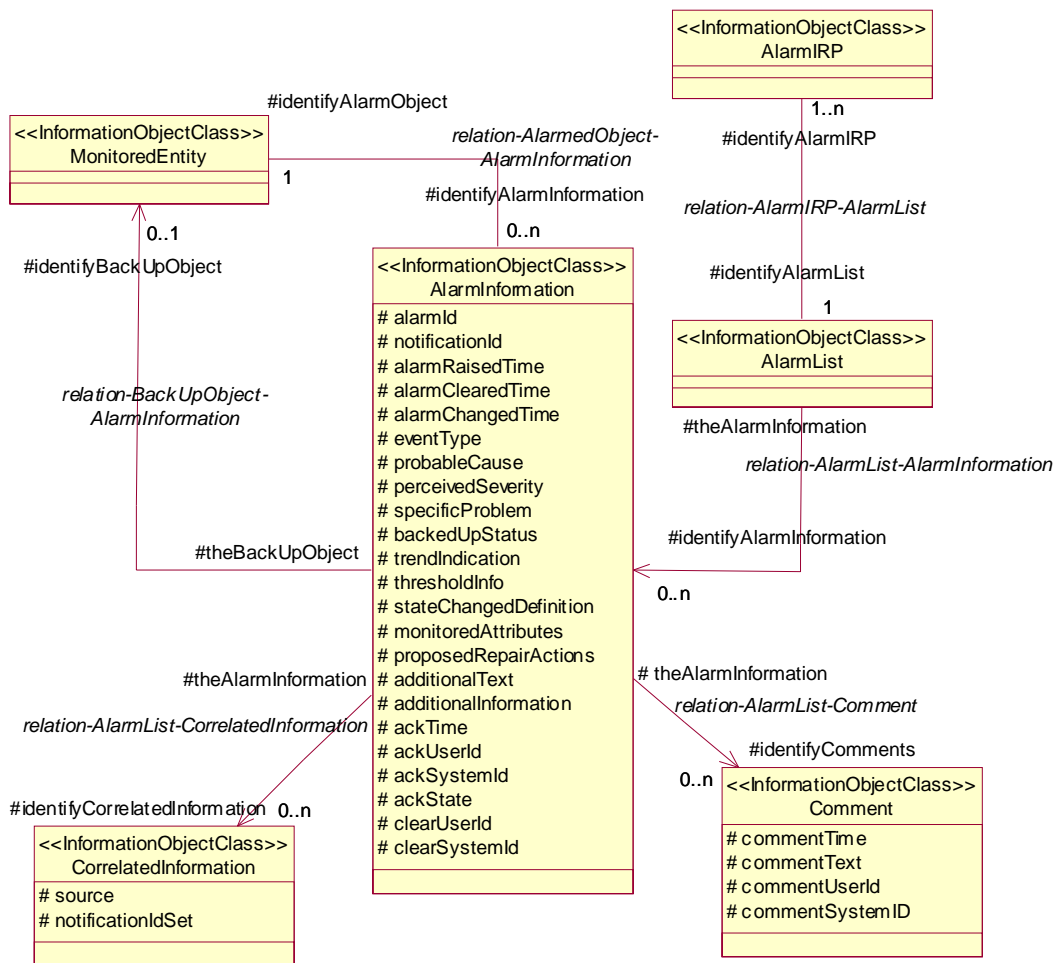 <<InformationObjectClass>>
AlarmIRP
1..n
#identifyAlarmIRP
relation-AlarmIRP-AlarmList
#identifyAlarmList
1
<<InformationObjectClass>>
AlarmList
#theAlarmInformation
relation-AlarmList-AlarmInformation
#identifyAlarmInformation
0..n
#identifyAlarmObject
<<InformationObjectClass>>
MonitoredEntity
1
relation-AlarmedObject-
AlarmInformation
#identifyAlarmInformation
0..n
0..1
#identifyBackUpObject
relation-BackUpObject-
AlarmInformation
#theBackUpObject
<<InformationObjectClass>>
AlarmInformation
# alarmId
# notificationId
# alarmRaisedTime
# alarmClearedTime
# alarmChangedTime
# eventType
# probableCause
# perceivedSeverity
# specificProblem
# backedUpStatus
# trendIndication
# thresholdInfo
# stateChangedDefinition
# monitoredAttributes
# proposedRepairActions
# additionalText
# additionalInformation
# ackTime
# ackUserId
# ackSystemId
# ackState
# clearUserId
# clearSystemId
#theAlarmInformation
relation-AlarmList-CorrelatedInformation
#identifyCorrelatedInformation
0..n
<<InformationObjectClass>>
CorrelatedInformation
# source
# notificationIdSet
# theAlarmInformation
relation-AlarmList-Comment
#identifyComments
0..n
<<InformationObjectClass>>
Comment
# commentTime
# commentText
# commentUserId
# commentSystemID